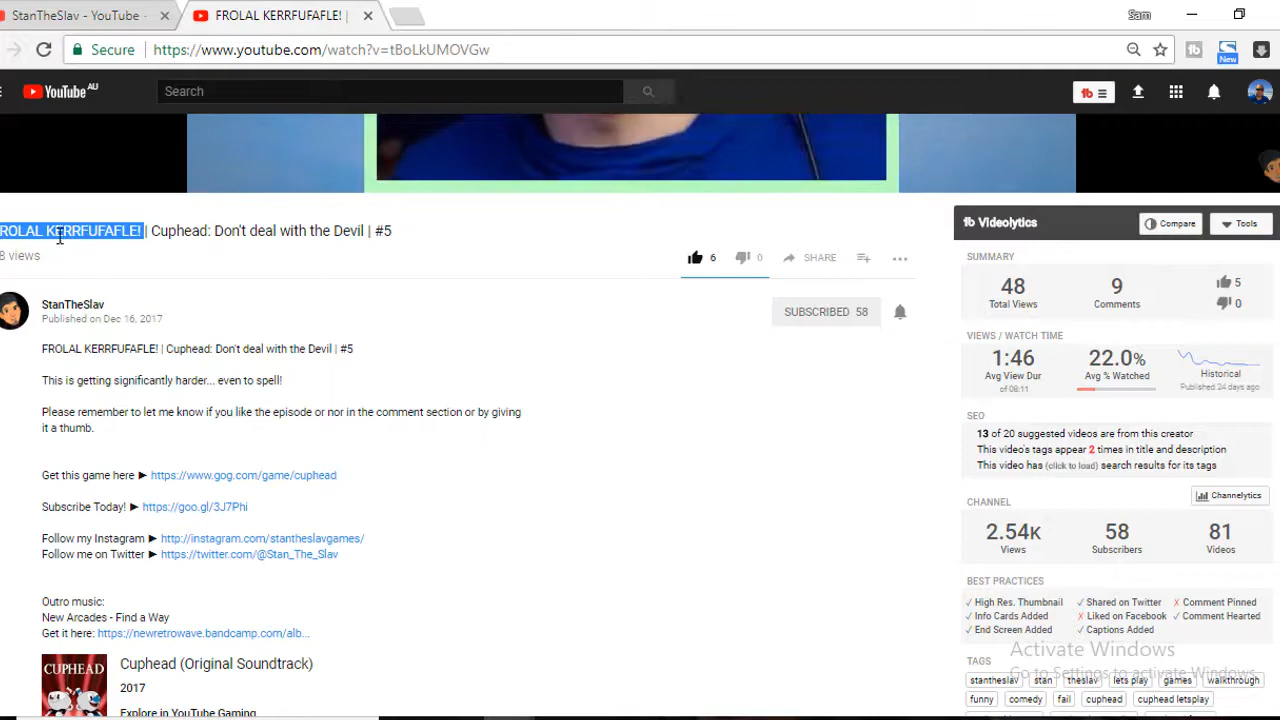 StanTheSlav - YouTube
FROLAL KERRFUFAFLE! |
Sam
Secure
https://www.youtube.com/watch?v=tBoLkUMOVGw
New
YouTube AU
Search
tb
ROLAL KERRFUFAFLE! | Cuphead: Don't deal with the Devil | #5
8 views
6
0
SHARE
StanTheSlav
Published on Dec 16, 2017
SUBSCRIBED 58
FROLAL KERRFUFAFLE! | Cuphead: Don't deal with the Devil | #5
This is getting significantly harder... even to spell!
Please remember to let me know if you like the episode or nor in the comment section or by giving
it a thumb.
Get this game here ► https://www.gog.com/game/cuphead
Subscribe Today! ► https://goo.gl/3J7Phi
Follow my Instagram ► http://instagram.com/stantheslavgames/
Follow me on Twitter ► https://twitter.com/@Stan_The_Slav
Outro music:
New Arcades - Find a Way
Get it here: https://newretrowave.bandcamp.com/alb...
CUPHEAD
Cuphead (Original Soundtrack)
2017
Explore in YouTube Gaming
tb Videolytics
Compare
Tools
SUMMARY
48
Total Views
9
Comments
5
0
VIEWS / WATCH TIME
1:46
Avg View Dur
of 08:11
22.0%
Avg % Watched
Historical
Published 24 days ago
SEO
13 of 20 suggested videos are from this creator
This video's tags appear 2 times in title and description
This video has (click to load) search results for its tags
CHANNEL
Channelytics
2.54K
Views
58
Subscribers
81
Videos
BEST PRACTICES
✓ High Res. Thumbnail ✓ Shared on Twitter ✗ Comment Pinned
✓ Info Cards Added ✗ Liked on Facebook ✓ Comment Hearted
✓ End Screen Added ✓ Captions Added
Activate Windows
Go to Settings to activate Windows.
TAGS
stantheslav stan theslav lets play games walkthrough
funny comedy fail cuphead cuphead letsplay